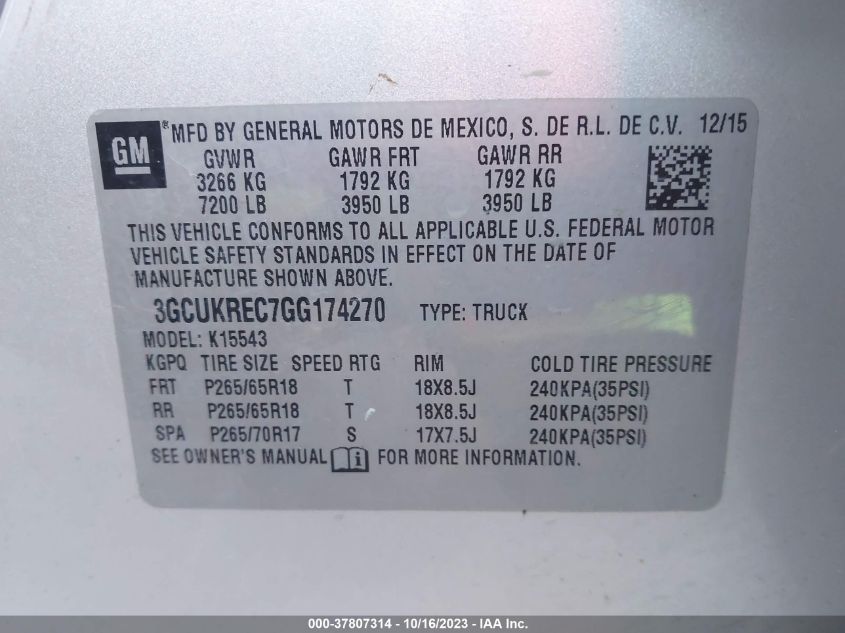 GM ® MFD BY GENERAL MOTORS DE MEXICO, S. DE R.L. DE C.V. 12/15
GVWR GAWR FRT GAWR RR
3266 KG 1792 KG 1792 KG
7200 LB 3950 LB 3950 LB
THIS VEHICLE CONFORMS TO ALL APPLICABLE U.S. FEDERAL MOTOR
VEHICLE SAFETY STANDARDS IN EFFECT ON THE DATE OF
MANUFACTURE SHOWN ABOVE.
3GCUKREC7GG174270 TYPE: TRUCK
MODEL: K15543
KGPQ TIRE SIZE SPEED RTG RIM COLD TIRE PRESSURE
FRT P265/65R18 T 18X8.5J 240KPA(35PSI)
RR P265/65R18 T 18X8.5J 240KPA(35PSI)
SPA P265/70R17 S 17X7.5J 240KPA(35PSI)
SEE OWNER'S MANUAL i FOR MORE INFORMATION.
000-37807314 - 10/16/2023 - IAA Inc.